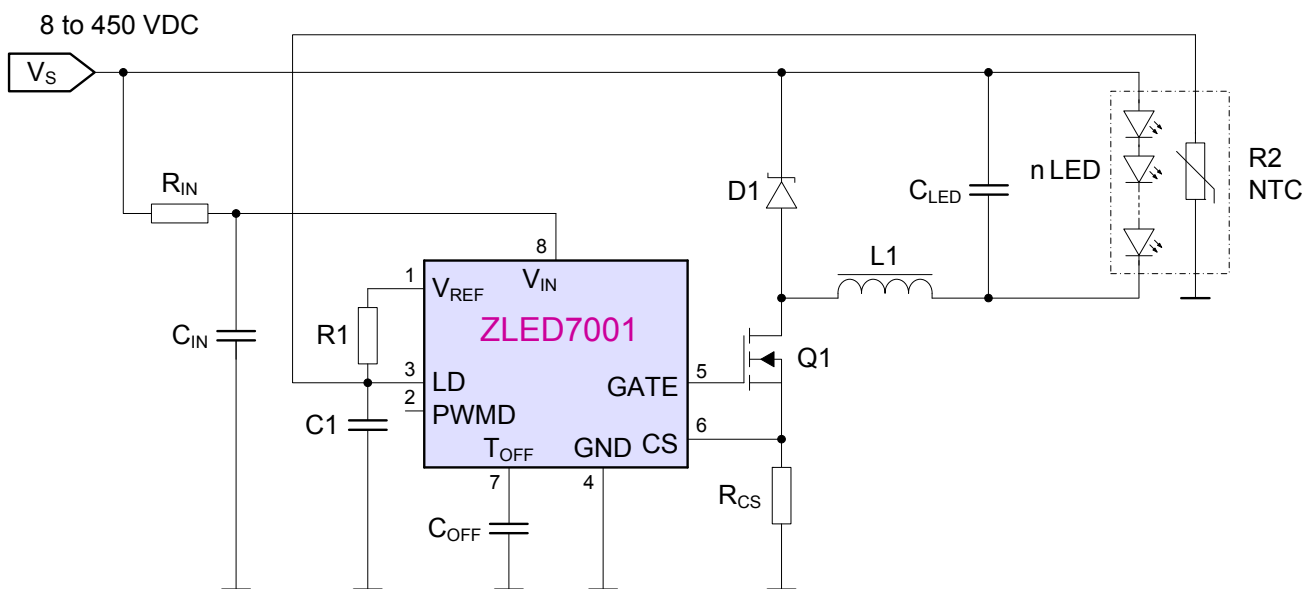 8 to 450 VDC
VS
RIN
D1
CLED
n LED
R2
NTC
8
VIN
L1
1
VREF
ZLED7001
CIN
R1
Q1
3
LD
GATE
5
2
PWMD
C1
6
CS
TOFF
GND
7
4
RCS
COFF